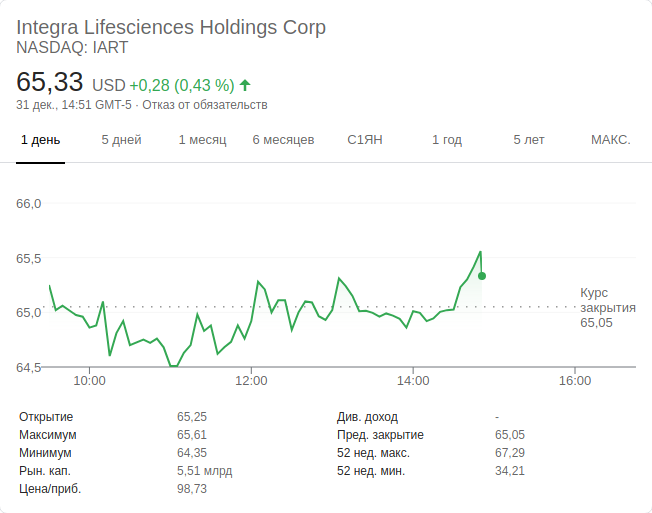 Integra Lifesciences Holdings Corp
NASDAQ: IART
65,33 USD +0,28 (0,43 %)
31 дек., 14:51 GMT-5 · Отказ от обязательств
1 день 5 дней 1 месяц 6 месяцев С1ЯН 1 год 5 лет МАКС.
66,0
65,5
65,0
64,5
Курс
закрытия
65,05
10:00 12:00 14:00 16:00
Открытие 65,25
Максимум 65,61
Минимум 64,35
Рын. кап. 5,51 млрд
Цена/приб. 98,73
Див. доход -
Пред. закрытие 65,05
52 нед. макс. 67,29
52 нед. мин. 34,21